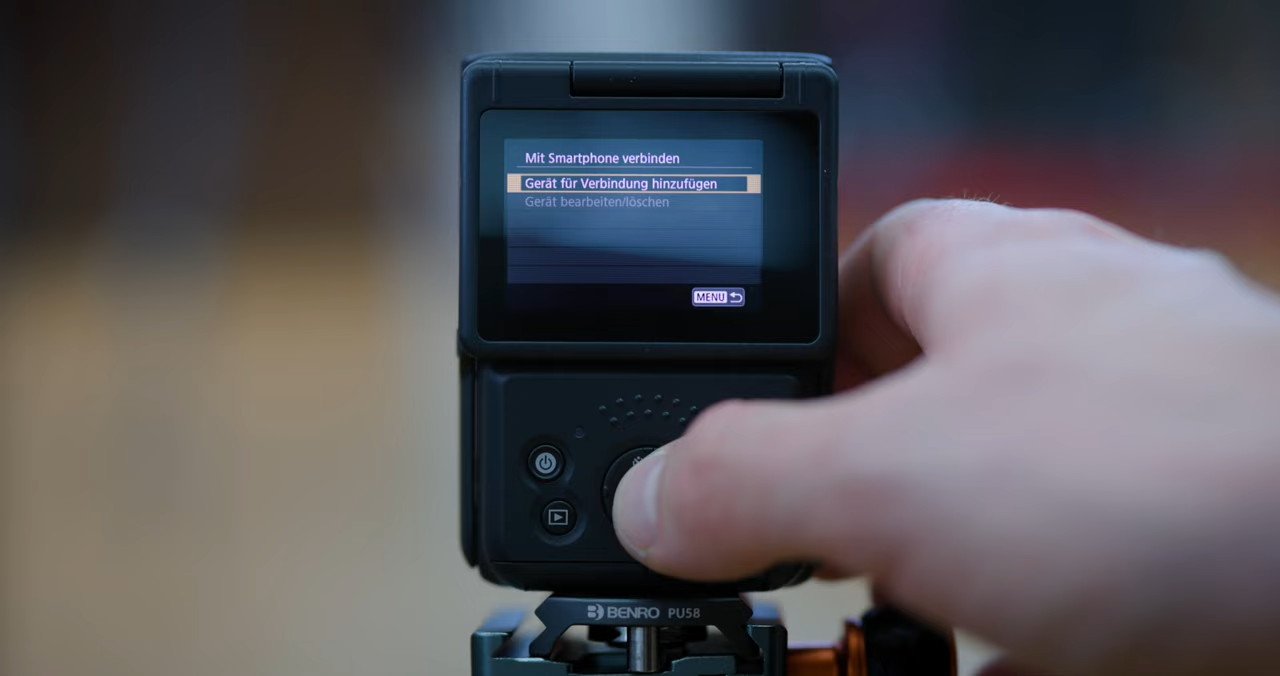 Mit Smartphone verbinden
Gerät für Verbindung hinzufügen
Gerät bearbeiten/löschen
MENU
BENRO PU58